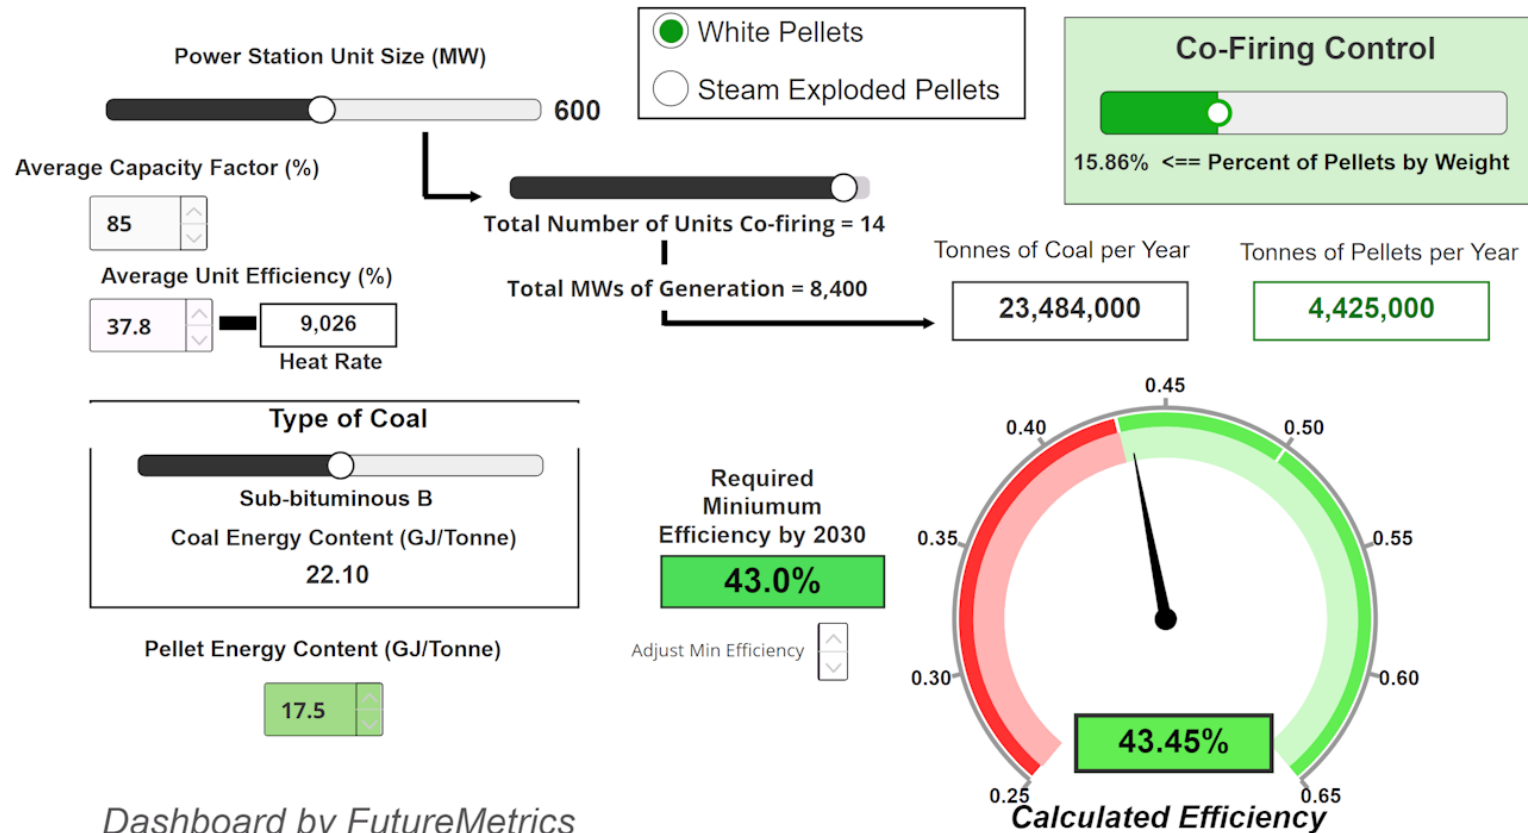 Power Station Unit Size (MW)
600
White Pellets
Steam Exploded Pellets
Co-Firing Control
15.86% <== Percent of Pellets by Weight
Average Capacity Factor (%)
85
Total Number of Units Co-firing = 14
Average Unit Efficiency (%)
37.8
9,026
Heat Rate
Total MWs of Generation = 8,400
Tonnes of Coal per Year
23,484,000
Tonnes of Pellets per Year
4,425,000
Type of Coal
Sub-bituminous B
Coal Energy Content (GJ/Tonne)
22.10
Pellet Energy Content (GJ/Tonne)
17.5
Required
Miniumum
Efficiency by 2030
43.0%
Adjust Min Efficiency
0.25
0.30
0.35
0.40
0.45
0.50
0.55
0.60
0.65
43.45%
Calculated Efficiency
Dashboard by FutureMetrics